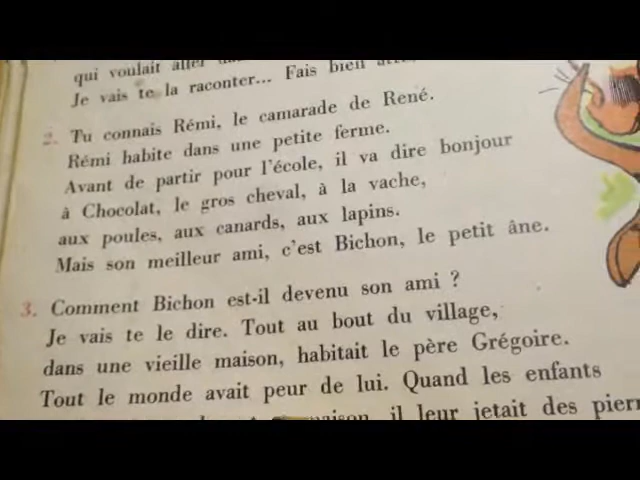 qui voulait aller
Je vais te la raconter... Fais bien
2. Tu connais Rémi, le camarade de René.
Rémi habite dans une petite ferme.
Avant de partir pour l'école, il va dire bonjour
à Chocolat, le gros cheval, à la vache,
aux poules, aux canards, aux lapins.
Mais son meilleur ami, c'est Bichon, le petit âne.
3. Comment Bichon est-il devenu son ami ?
Je vais te le dire. Tout au bout du village,
dans une vieille maison, habitait le père Grégoire.
Tout le monde avait peur de lui. Quand les enfants
maison, il leur jetait des pierr